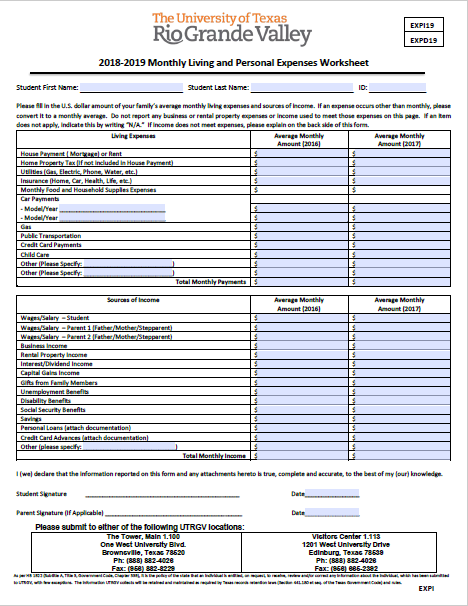 The University of Texas
Rio Grande Valley
EXPI19
EXPD19
2018-2019 Monthly Living and Personal Expenses Worksheet
Student First Name: Student Last Name: ID:
Please fill in the U.S. dollar amount of your family's average monthly living expenses and sources of income. If an expense occurs other than monthly, please
convert it to a monthly average. Do not report any business or rental property expenses or income used to meet those expenses on this page. If an item
does not apply, indicate this by writing "N/A." If income does not meet expenses, please explain on the back side of this form.
Living Expenses Average Monthly Amount (2016) Average Monthly Amount (2017)
House Payment ( Mortgage) or Rent $ $
Home Property Tax (if not included in House Payment) $ $
Utilities (Gas, Electric, Phone, Water, etc.) $ $
Insurance (Home, Car, Health, Life, etc.) $ $
Monthly Food and Household Supplies Expenses $ $
Car Payments
- Model/Year $ $
- Model/Year $ $
Gas $ $
Public Transportation $ $
Credit Card Payments $ $
Child Care $ $
Other (Please Specify: ) $ $
Other (Please Specify: ) $ $
Total Monthly Payments $ $
Sources of Income Average Monthly Amount (2016) Average Monthly Amount (2017)
Wages/Salary – Student $ $
Wages/Salary – Parent 1 (Father/Mother/Stepparent) $ $
Wages/Salary – Parent 2 (Father/Mother/Stepparent) $ $
Business Income $ $
Rental Property Income $ $
Interest/Dividend Income $ $
Capital Gains Income $ $
Gifts from Family Members $ $
Unemployment Benefits $ $
Disability Benefits $ $
Social Security Benefits $ $
Savings $ $
Personal Loans (attach documentation) $ $
Credit Card Advances (attach documentation) $ $
Other (please specify: ) $ $
Total Monthly Income $ $
I (we) declare that the information reported on this form and any attachments hereto is true, complete and accurate, to the best of my (our) knowledge.
Student Signature Date
Parent Signature (If Applicable) Date
Please submit to either of the following UTRGV locations:
The Tower, Main 1.100
One West University Blvd.
Brownsville, Texas 78520
Ph: (888) 882-4026
Fax: (956) 882-8229
Visitors Center 1.113
1201 West University Drive
Edinburg, Texas 78539
Ph: (888) 882-4026
Fax: (956) 665-2392
As per HB 1922 (Subtitle A, Title 5, Government Code, Chapter 559), it is the policy of the state that an individual is entitled, on request, to receive, review and/or correct any information about the individual, which has been submitted
to UTRGV, with few exceptions. The information UTRGV collects will be retained and maintained as required by Texas records retention laws (Section 441.180 et seq. of the Texas Government Code) and rules.
EXPI